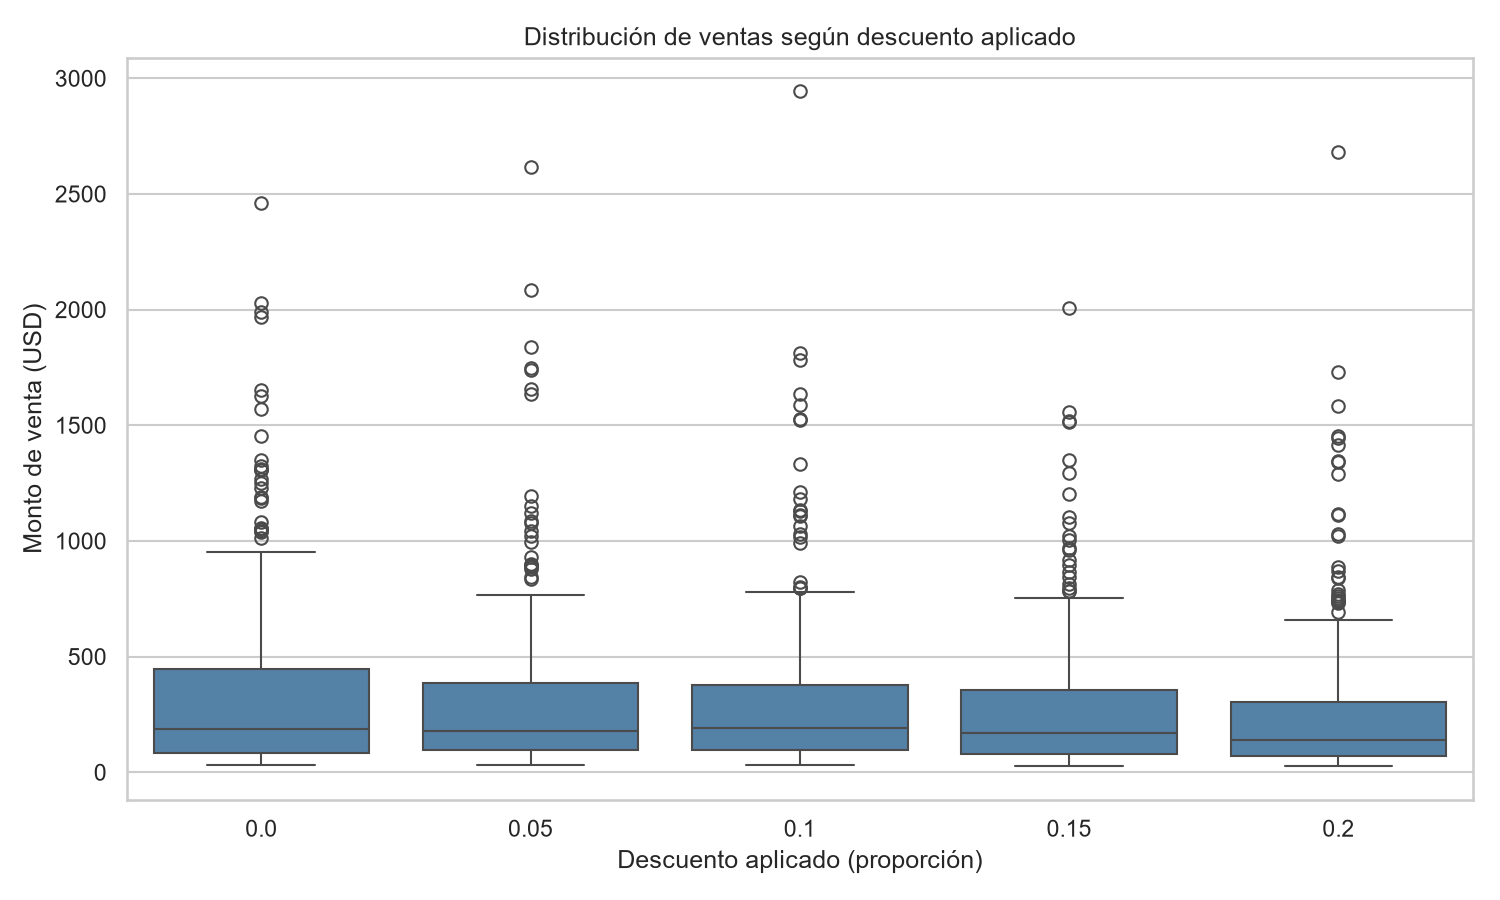 Distribución de ventas según descuento aplicado
Monto de venta (USD)
3000
2500
2000
1500
1000
500
0
0.0 0.05 0.1 0.15 0.2
Descuento aplicado (proporción)